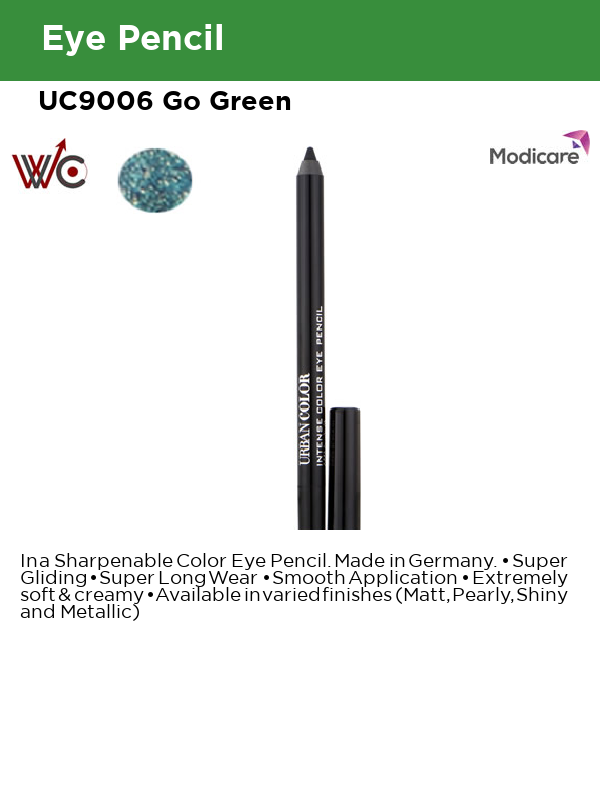 Eye Pencil
UC9006 Go Green
WC
Modicare
URBAN COLOR
INTENSE COLOR EYE PENCIL
In a Sharpenable Color Eye Pencil. Made in Germany. • Super
Gliding • Super Long Wear • Smooth Application • Extremely
soft & creamy • Available in varied finishes (Matt, Pearly, Shiny
and Metallic)